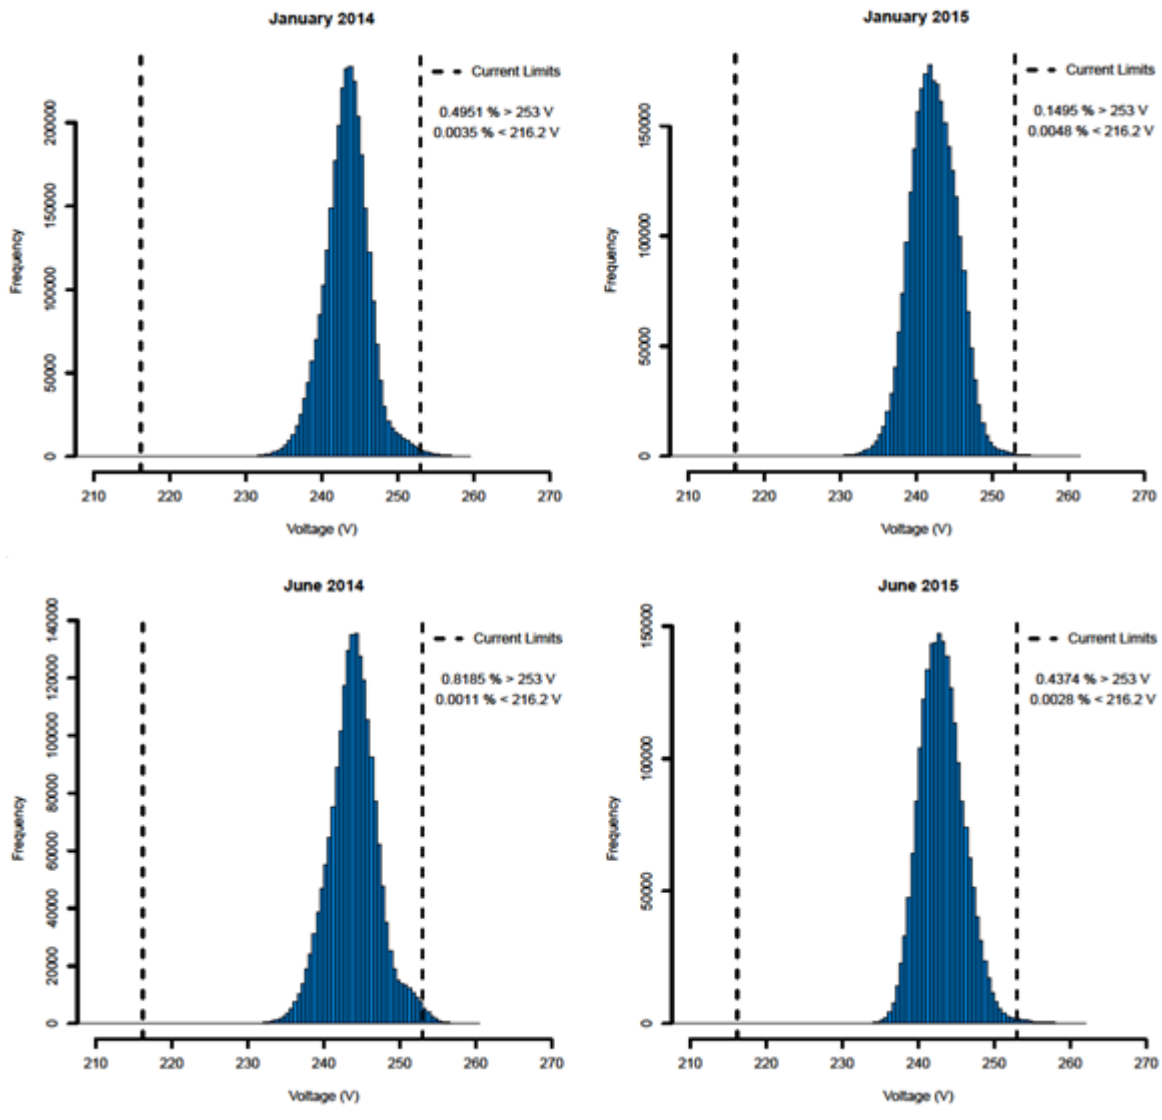 January 2014
Current Limits
0.4951 % > 253 V
0.0035 % < 216.2 V
Frequency
0
50000
100000
150000
200000
210 220 230 240 250 260 270
Voltage (V)
January 2015
Current Limits
0.1495 % > 253 V
0.0048 % < 216.2 V
Frequency
0
50000
100000
150000
210 220 230 240 250 260 270
Voltage (V)
June 2014
Current Limits
0.8185 % > 253 V
0.0011 % < 216.2 V
Frequency
0
20000
40000
60000
80000
100000
120000
140000
210 220 230 240 250 260 270
Voltage (V)
June 2015
Current Limits
0.4374 % > 253 V
0.0028 % < 216.2 V
Frequency
0
50000
100000
150000
210 220 230 240 250 260 270
Voltage (V)